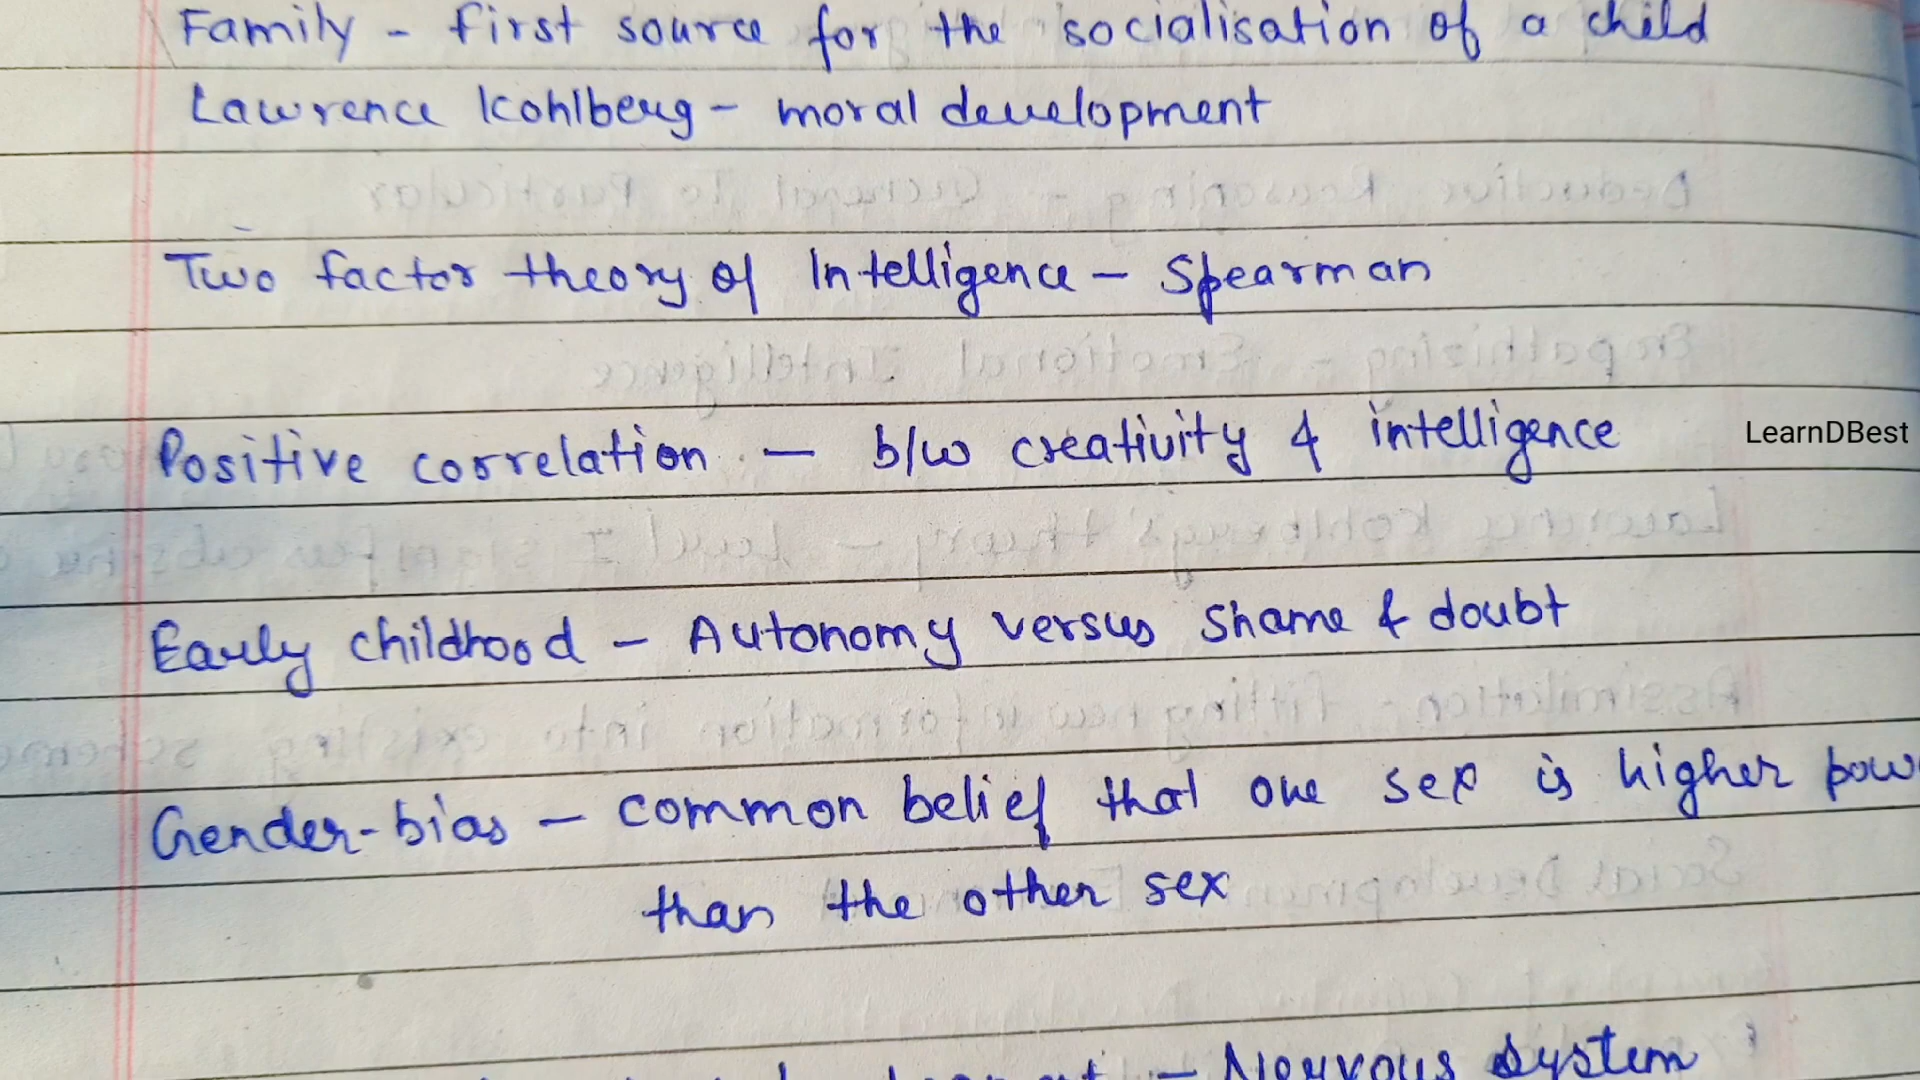 Family - first source for the socialisation of a child
Lawrence Kohlberg - moral development
Two factor theory of Intelligence - Spearman
Positive correlation - b/w creativity & intelligence
LearnDBest
Early childhood - Autonomy versus shame & doubt
Gender-bias - common belief that one sex is higher pow
than the other sex
- Nervous System